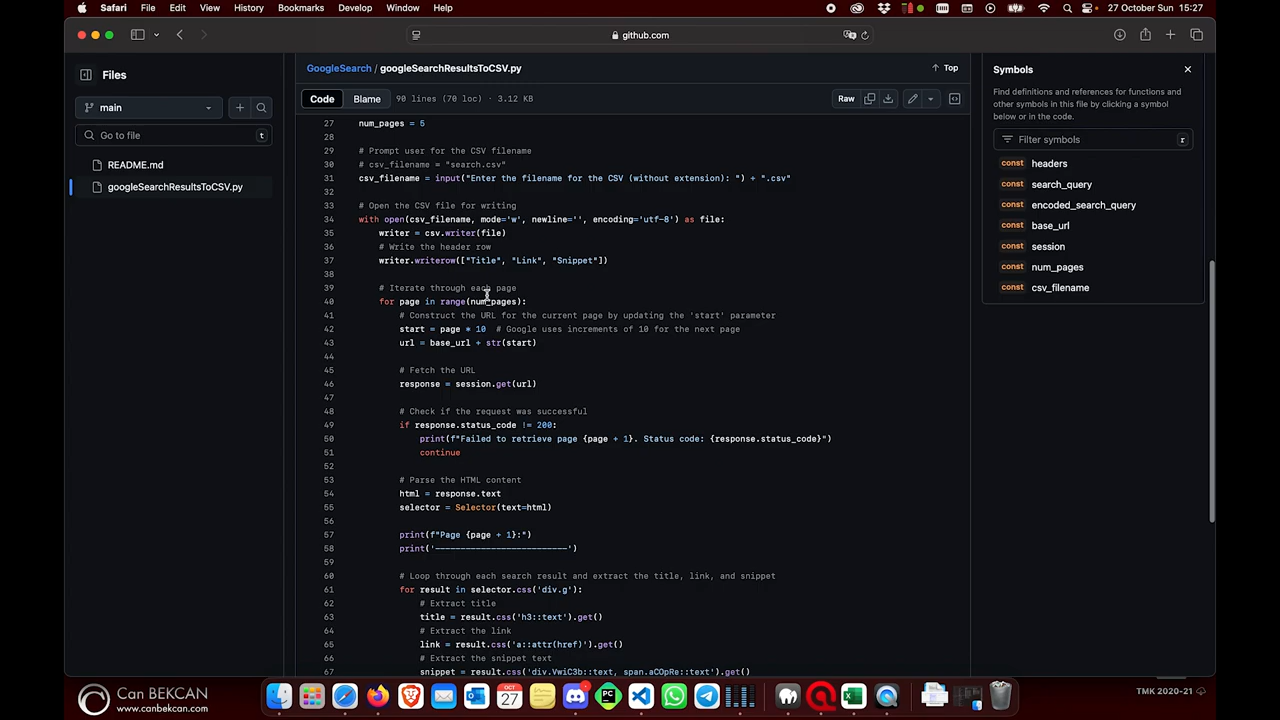 Safari File Edit View History Bookmarks Develop Window Help 27 October Sun 15:27
github.com
Files
main
Go to file t
README.md
googleSearchResultsToCSV.py
GoogleSearch / googleSearchResultsToCSV.py Top
Code Blame 90 lines (70 loc) · 3.12 KB Raw
27 num_pages = 5
28
29 # Prompt user for the CSV filename
30 # csv_filename = "search.csv"
31 csv_filename = input("Enter the filename for the CSV (without extension): ") + ".csv"
32
33 # Open the CSV file for writing
34 with open(csv_filename, mode='w', newline='', encoding='utf-8') as file:
35 writer = csv.writer(file)
36 # Write the header row
37 writer.writerow(["Title", "Link", "Snippet"])
38
39 # Iterate through each page
40 for page in range(num_pages):
41 # Construct the URL for the current page by updating the 'start' parameter
42 start = page * 10 # Google uses increments of 10 for the next page
43 url = base_url + str(start)
44
45 # Fetch the URL
46 response = session.get(url)
47
48 # Check if the request was successful
49 if response.status_code != 200:
50 print(f"Failed to retrieve page {page + 1}. Status code: {response.status_code}")
51 continue
52
53 # Parse the HTML content
54 html = response.text
55 selector = Selector(text=html)
56
57 print(f"Page {page + 1}:")
58 print('--------------------------')
59
60 # Loop through each search result and extract the title, link, and snippet
61 for result in selector.css('div.g'):
62 # Extract title
63 title = result.css('h3::text').get()
64 # Extract the link
65 link = result.css('a::attr(href)').get()
66 # Extract the snippet text
67 snippet = result.css('div.VwiC3b::text, span.aCOpRe::text').get()
Symbols
Find definitions and references for functions and
other symbols in this file by clicking a symbol
below or in the code.
Filter symbols r
const headers
const search_query
const encoded_search_query
const base_url
const session
const num_pages
const csv_filename
Can BEKCAN
www.canbekcan.com
OCT
27
PC
TMK 2020-21